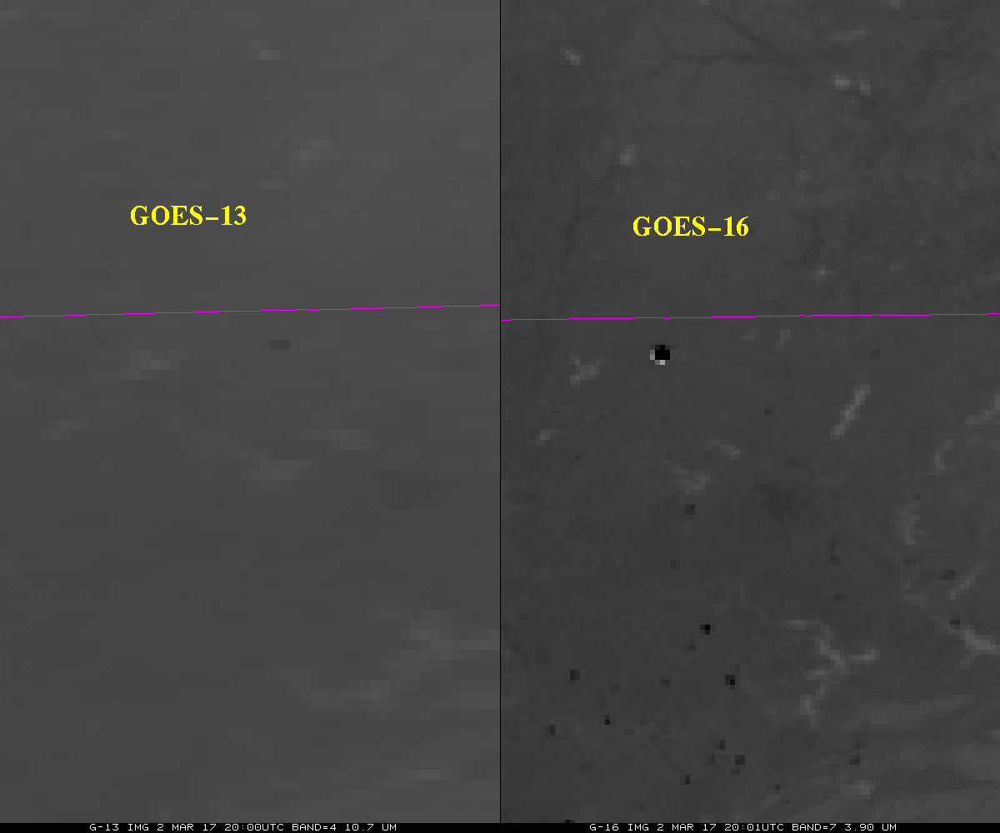 GOES-13
GOES-16
G-13 IMG 2 MAR 17 20:00UTC BAND=4 10.7 UM
G-16 IMG 2 MAR 17 20:01UTC BAND=7 3.90 UM